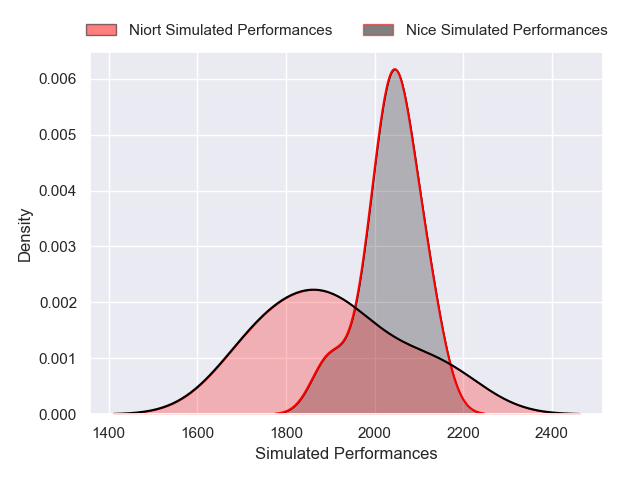 Niort Simulated Performances Nice Simulated Performances
0.006
0.005
0.004
0.003
0.002
0.001
0.000
Density
1400 1600 1800 2000 2200 2400
Simulated Performances